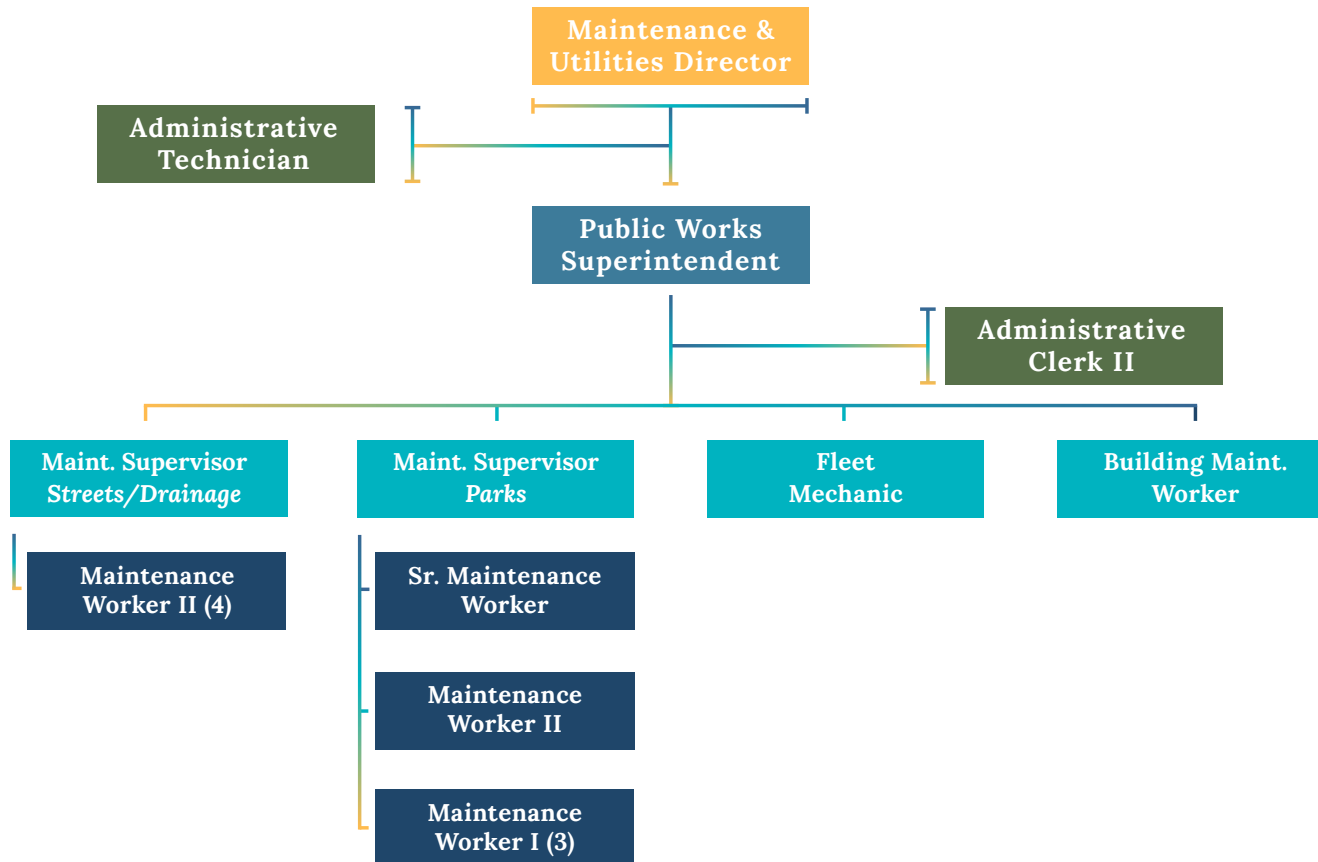 Maintenance &
Utilities Director
Administrative
Technician
Public Works
Superintendent
Administrative
Clerk II
Maint. Supervisor
Streets/Drainage
Maint. Supervisor
Parks
Fleet
Mechanic
Building Maint.
Worker
Maintenance
Worker II (4)
Sr. Maintenance
Worker
Maintenance
Worker II
Maintenance
Worker I (3)